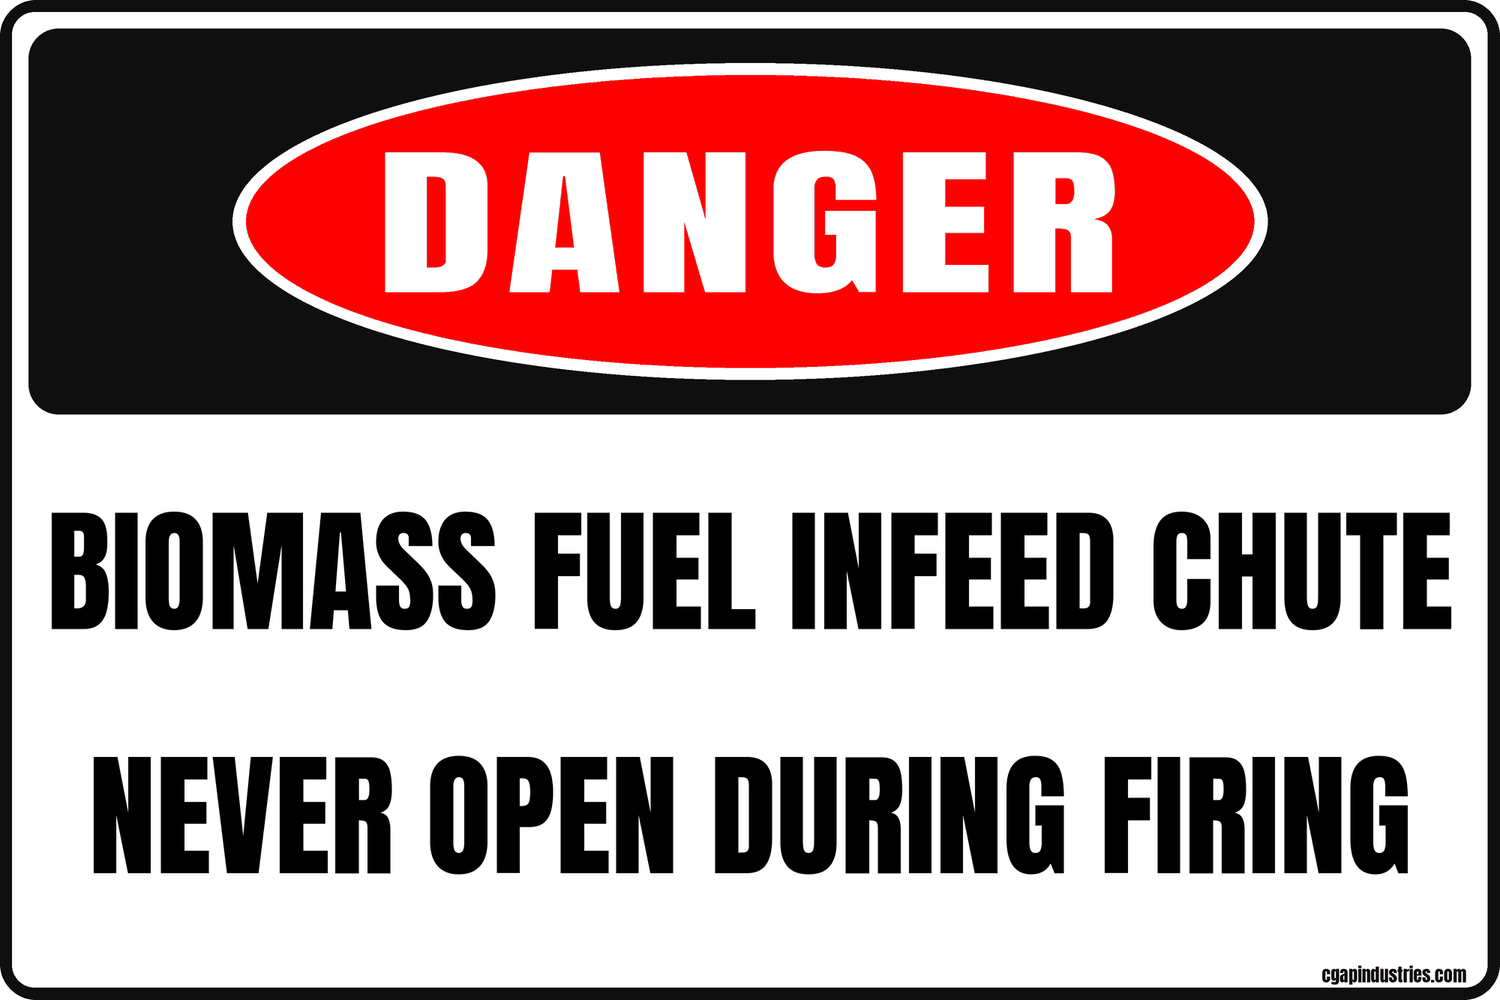 DANGER
BIOMASS FUEL INFEED CHUTE
NEVER OPEN DURING FIRING
cgapindustries.com